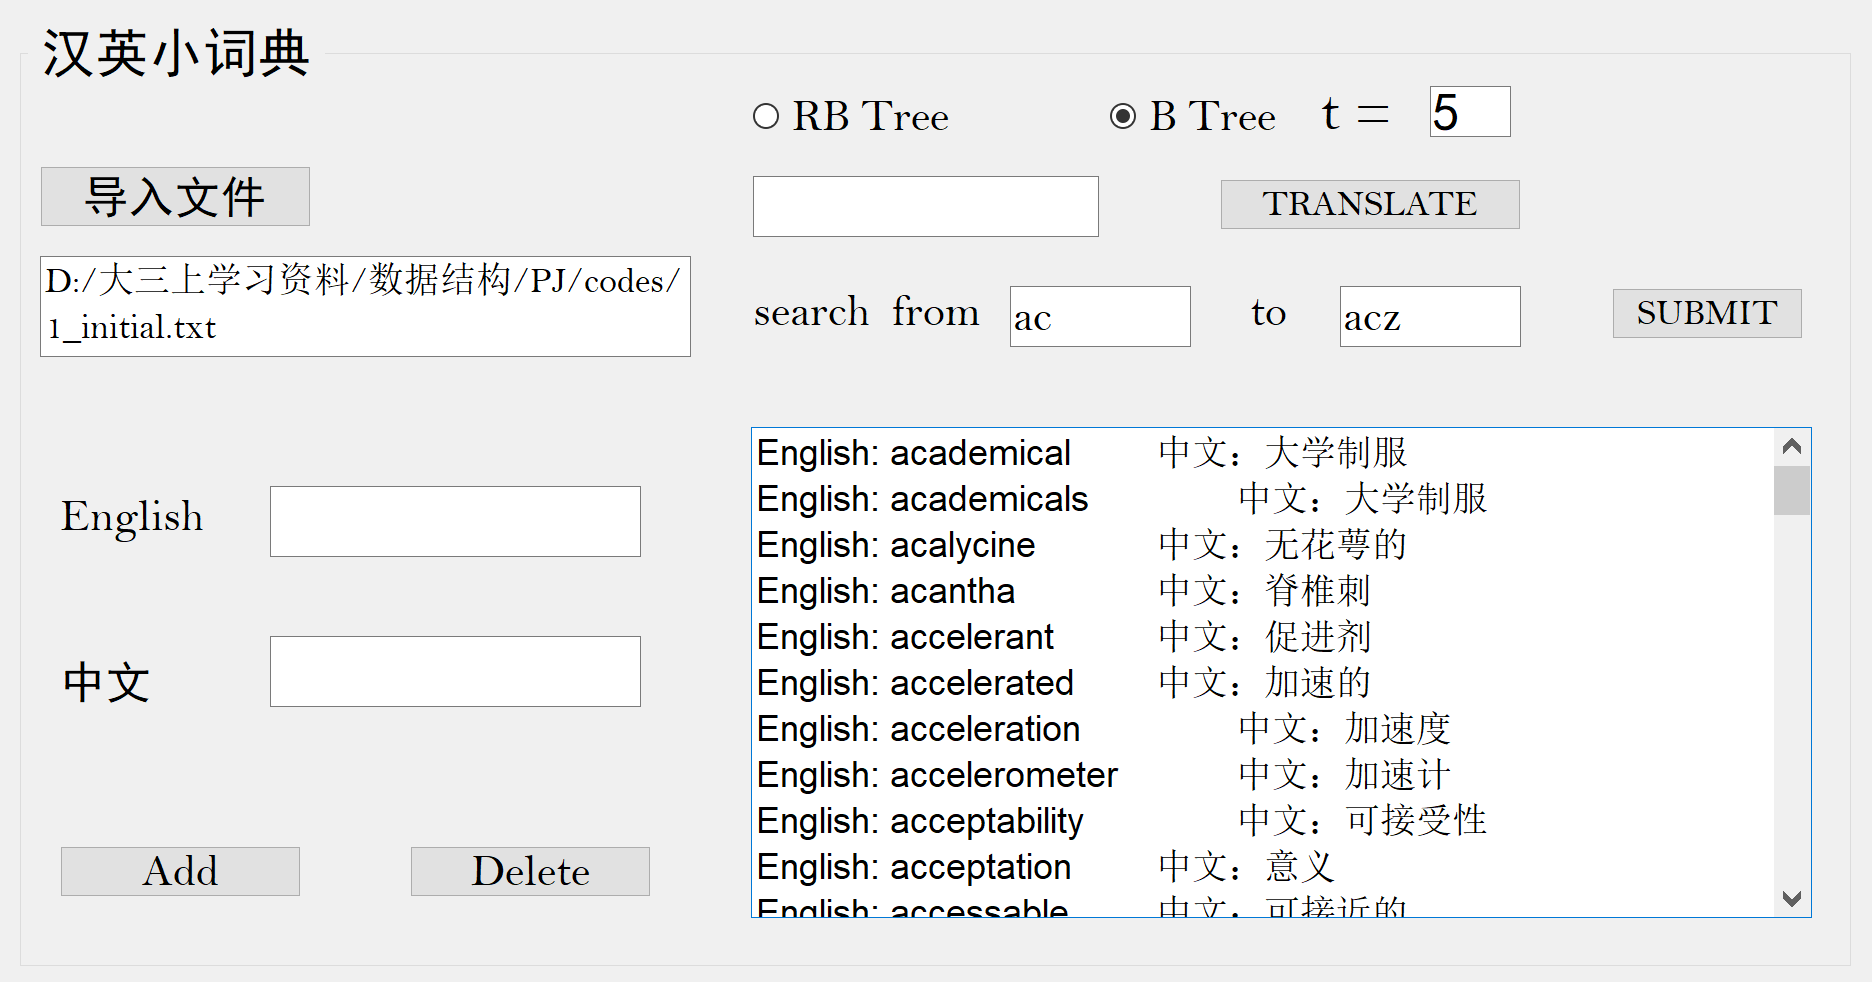 汉英小词典
RB Tree B Tree t = 5
导入文件
TRANSLATE
D:/大三上学习资料/数据结构/PJ/codes/
1_initial.txt
search from ac to acz SUBMIT
English
中文
Add Delete
English: academical 中文：大学制服
English: academicals 中文：大学制服
English: acalycine 中文：无花萼的
English: acantha 中文：脊椎刺
English: accelerant 中文：促进剂
English: accelerated 中文：加速的
English: acceleration 中文：加速度
English: accelerometer 中文：加速计
English: acceptability 中文：可接受性
English: acceptation 中文：意义
English: accessable 中文：可接近的